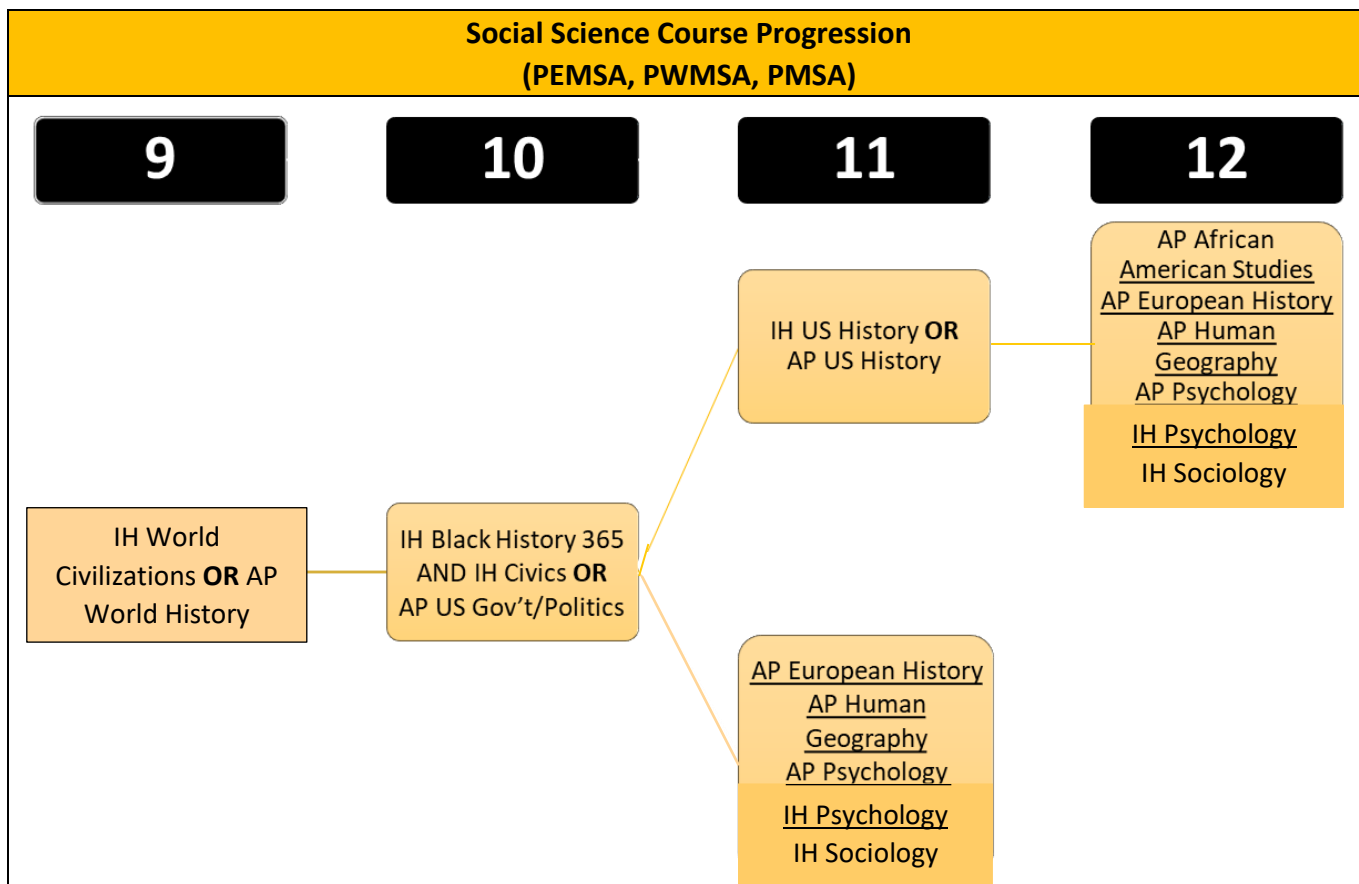 Social Science Course Progression
(PEMSA, PWMSA, PMSA)
9
10
11
12
IH World
Civilizations OR AP
World History
IH Black History 365
AND IH Civics OR
AP US Gov’t/Politics
IH US History OR
AP US History
AP European History
AP Human
Geography
AP Psychology
IH Psychology
IH Sociology
AP African
American Studies
AP European History
AP Human
Geography
AP Psychology
IH Psychology
IH Sociology